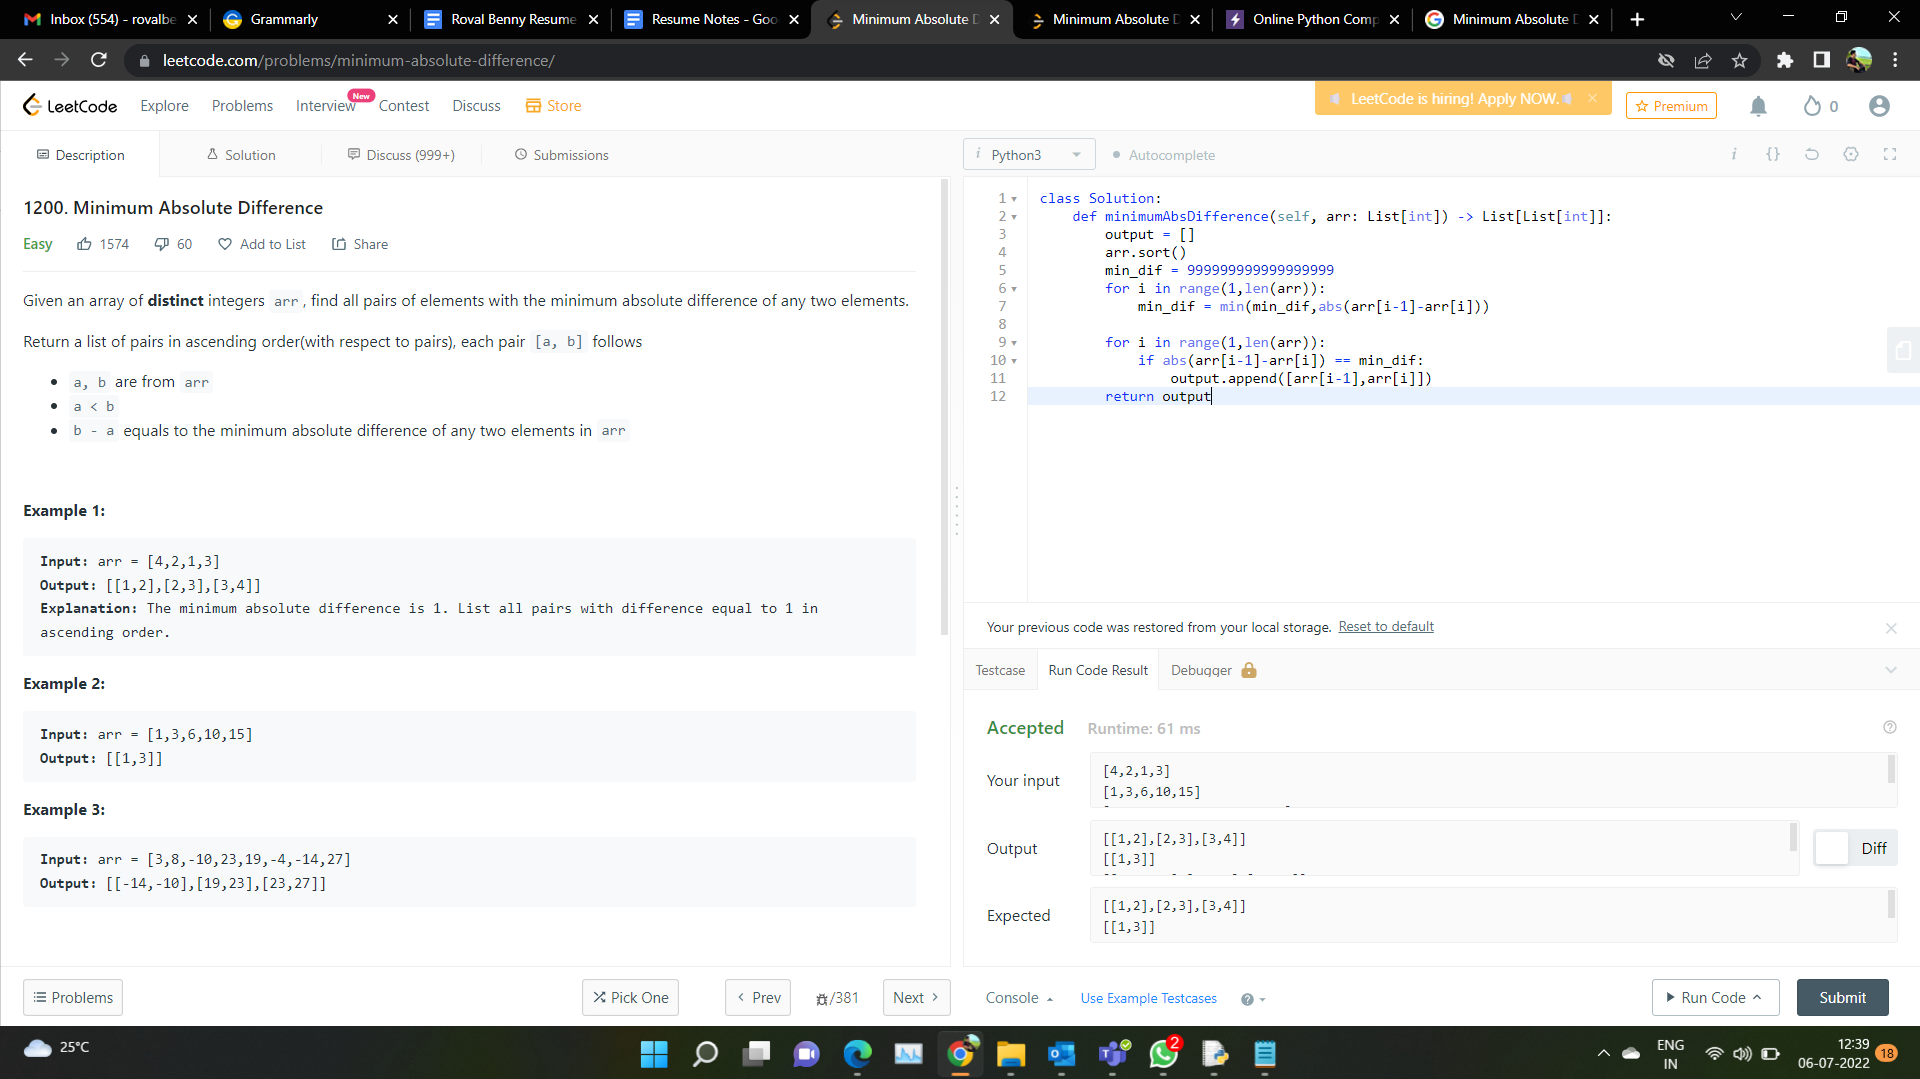 Inbox (554) - rovalbe
Grammarly
Roval Benny Resume
Resume Notes - Goo
Minimum Absolute D
Minimum Absolute D
Online Python Comp
Minimum Absolute D
leetcode.com/problems/minimum-absolute-difference/
LeetCode Explore Problems Interview New Contest Discuss Store
LeetCode is hiring! Apply NOW.
Premium
0
Description Solution Discuss (999+) Submissions
1200. Minimum Absolute Difference
Easy 1574 60 Add to List Share
Given an array of distinct integers arr, find all pairs of elements with the minimum absolute difference of any two elements.
Return a list of pairs in ascending order(with respect to pairs), each pair [a, b] follows
• a, b are from arr
• a < b
• b - a equals to the minimum absolute difference of any two elements in arr
Example 1:
Input: arr = [4,2,1,3]
Output: [[1,2],[2,3],[3,4]]
Explanation: The minimum absolute difference is 1. List all pairs with difference equal to 1 in
ascending order.
Example 2:
Input: arr = [1,3,6,10,15]
Output: [[1,3]]
Example 3:
Input: arr = [3,8,-10,23,19,-4,-14,27]
Output: [[-14,-10],[19,23],[23,27]]
Problems Pick One Prev /381 Next
i Python3 Autocomplete i {}
1 class Solution:
2 def minimumAbsDifference(self, arr: List[int]) -> List[List[int]]:
3 output = []
4 arr.sort()
5 min_dif = 999999999999999999
6 for i in range(1,len(arr)):
7 min_dif = min(min_dif,abs(arr[i-1]-arr[i]))
8
9 for i in range(1,len(arr)):
10 if abs(arr[i-1]-arr[i]) == min_dif:
11 output.append([arr[i-1],arr[i]])
12 return output
Your previous code was restored from your local storage. Reset to default
Testcase Run Code Result Debugger
Accepted Runtime: 61 ms
Your input
[4,2,1,3]
[1,3,6,10,15]
Output
[[1,2],[2,3],[3,4]]
[[1,3]]
Diff
Expected
[[1,2],[2,3],[3,4]]
[[1,3]]
Console Use Example Testcases Run Code Submit
25°C
2
ENG
IN
12:39
06-07-2022
18